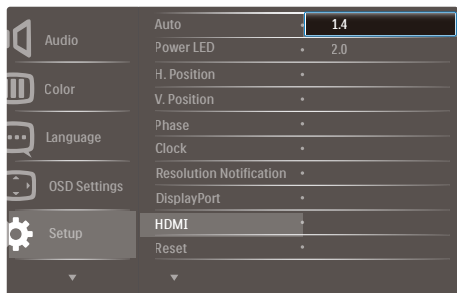 Audio
Color
Language
OSD Settings
Setup
Auto
Power LED
H. Position
V. Position
Phase
Clock
Resolution Notification
DisplayPort
HDMI
Reset
1.4
2.0